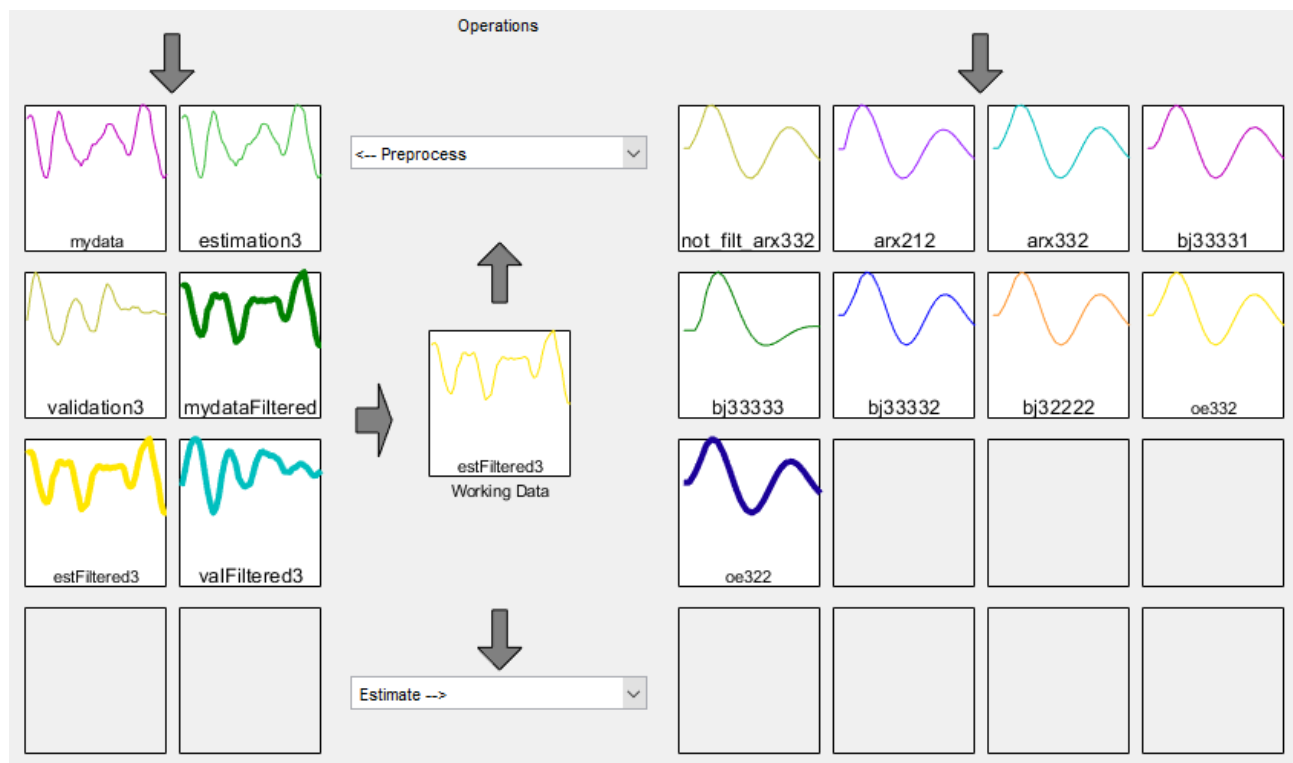 Operations
<-- Preprocess
mydata
estimation3
not_filt_arx332
arx212
arx332
bj33331
validation3
mydataFiltered
bj33333
bj33332
bj32222
oe332
estFiltered3
Working Data
estFiltered3
valFiltered3
oe322
Estimate -->